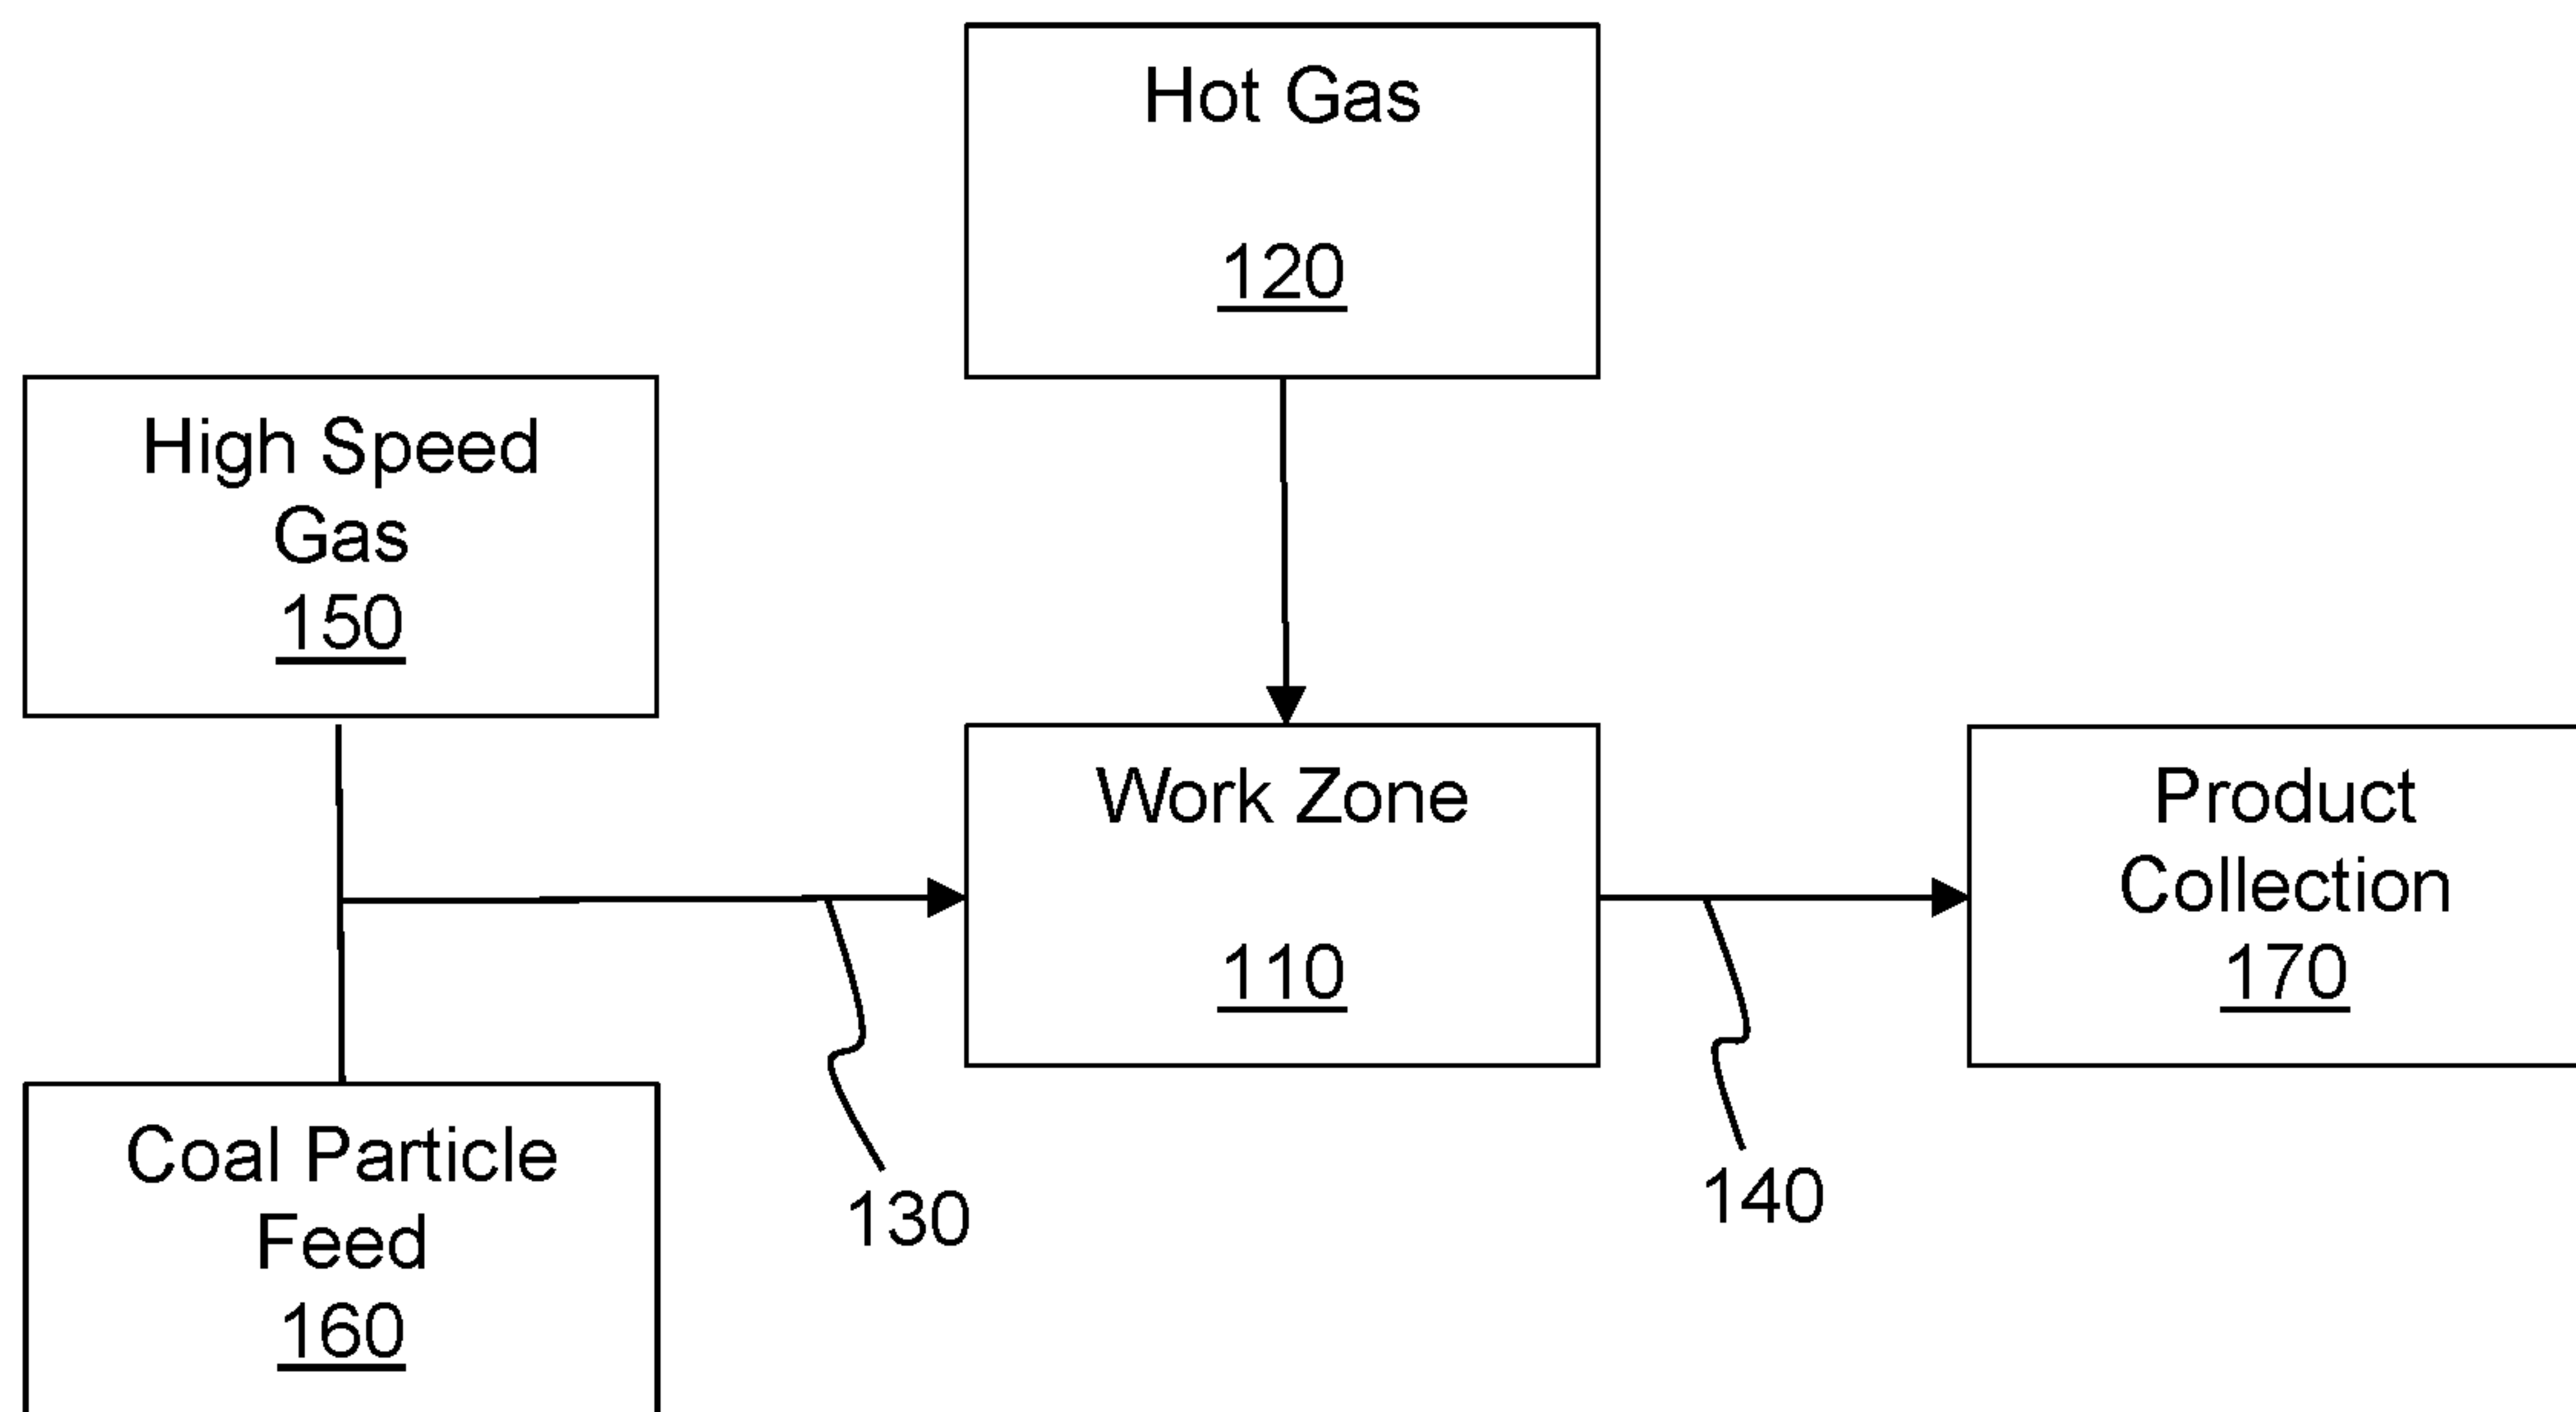 Hot Gas
120
High Speed
Gas
150
Work Zone
110
Product
Collection
170
Coal Particle
Feed
160
130
140